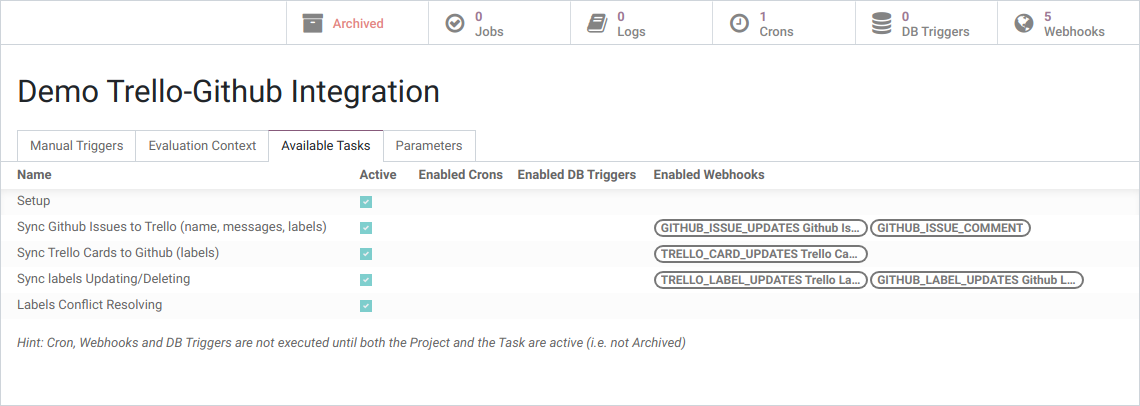 Archived
0 Jobs
0 Logs
1 Crons
0 DB Triggers
5 Webhooks
Demo Trello-Github Integration
Manual Triggers Evaluation Context Available Tasks Parameters
Name Active Enabled Crons Enabled DB Triggers Enabled Webhooks
Setup
Sync Github Issues to Trello (name, messages, labels) GITHUB_ISSUE_UPDATES Github Is... GITHUB_ISSUE_COMMENT
Sync Trello Cards to Github (labels) TRELLO_CARD_UPDATES Trello Ca...
Sync labels Updating/Deleting TRELLO_LABEL_UPDATES Trello La... GITHUB_LABEL_UPDATES Github L...
Labels Conflict Resolving
Hint: Cron, Webhooks and DB Triggers are not executed until both the Project and the Task are active (i.e. not Archived)